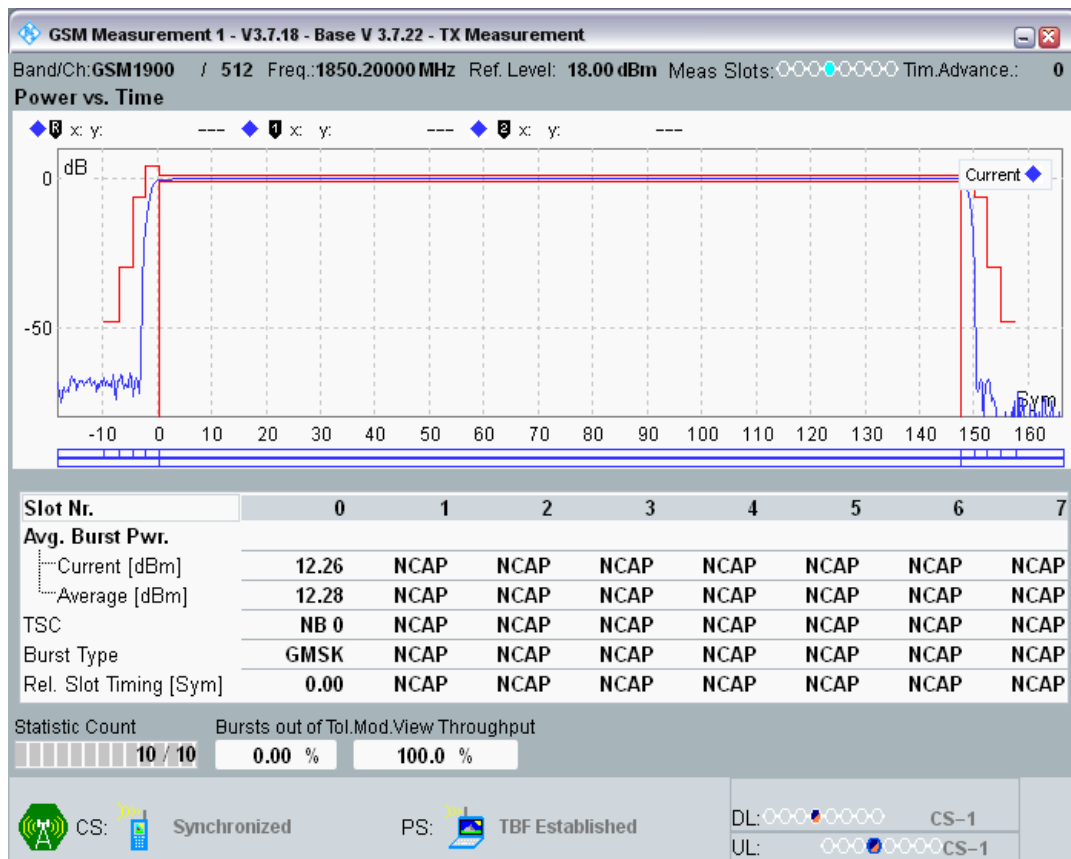 GSM Measurement 1 - V3.7.18 - Base V 3.7.22 - TX Measurement
Band/Ch:GSM1900 / 512 Freq.:1850.20000 MHz Ref. Level: 18.00 dBm Meas Slots: Tim.Advance.: 0
Power vs. Time
R x: y: --- 1 x: y: --- 2 x: y: ---
dB
Current
0
-50
Sym
-10 0 10 20 30 40 50 60 70 80 90 100 110 120 130 140 150 160
Slot Nr. 0 1 2 3 4 5 6 7
Avg. Burst Pwr.
Current [dBm] 12.26 NCAP NCAP NCAP NCAP NCAP NCAP NCAP
Average [dBm] 12.28 NCAP NCAP NCAP NCAP NCAP NCAP NCAP
TSC NB 0 NCAP NCAP NCAP NCAP NCAP NCAP NCAP
Burst Type GMSK NCAP NCAP NCAP NCAP NCAP NCAP NCAP
Rel. Slot Timing [Sym] 0.00 NCAP NCAP NCAP NCAP NCAP NCAP NCAP
Statistic Count Bursts out of Tol.Mod.View Throughput
10 / 10 0.00 % 100.0 %
CS: Synchronized PS: TBF Established
DL: CS-1
UL: CS-1